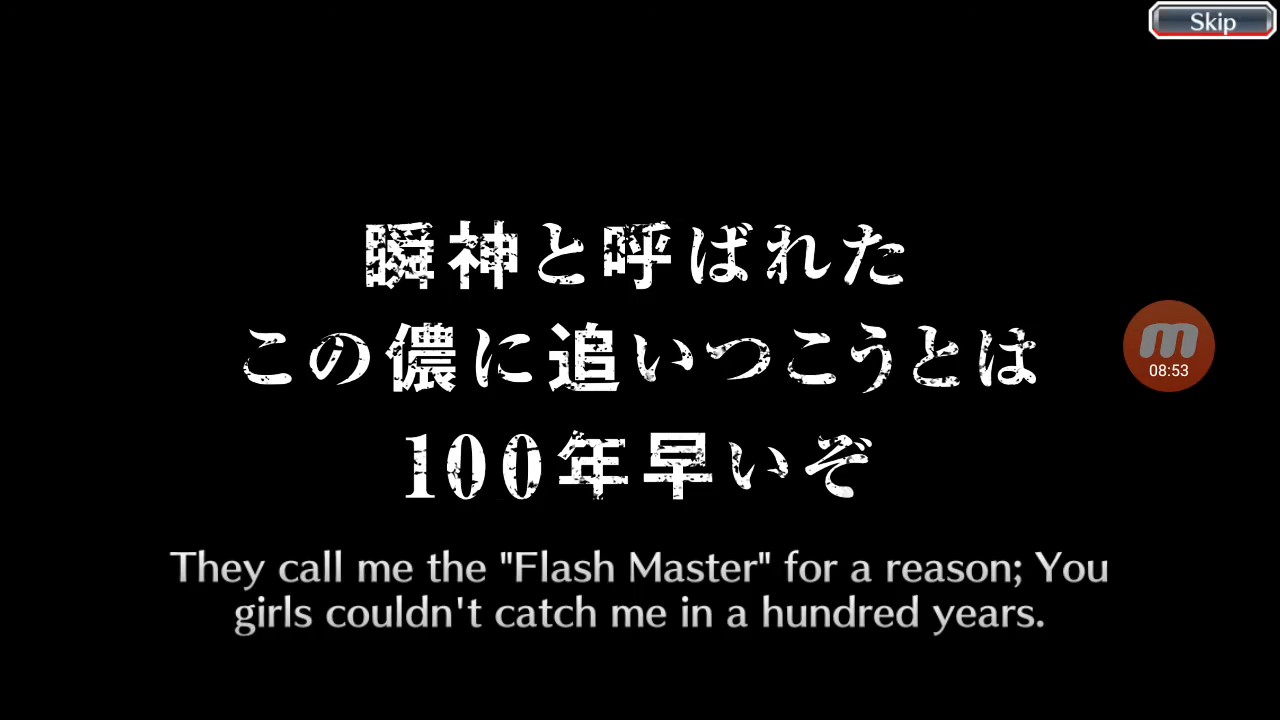 Skip
瞬神と呼ばれた
この儂に追いつこうとは
100年早いぞ
m
08:53
They call me the "Flash Master" for a reason; You
girls couldn't catch me in a hundred years.